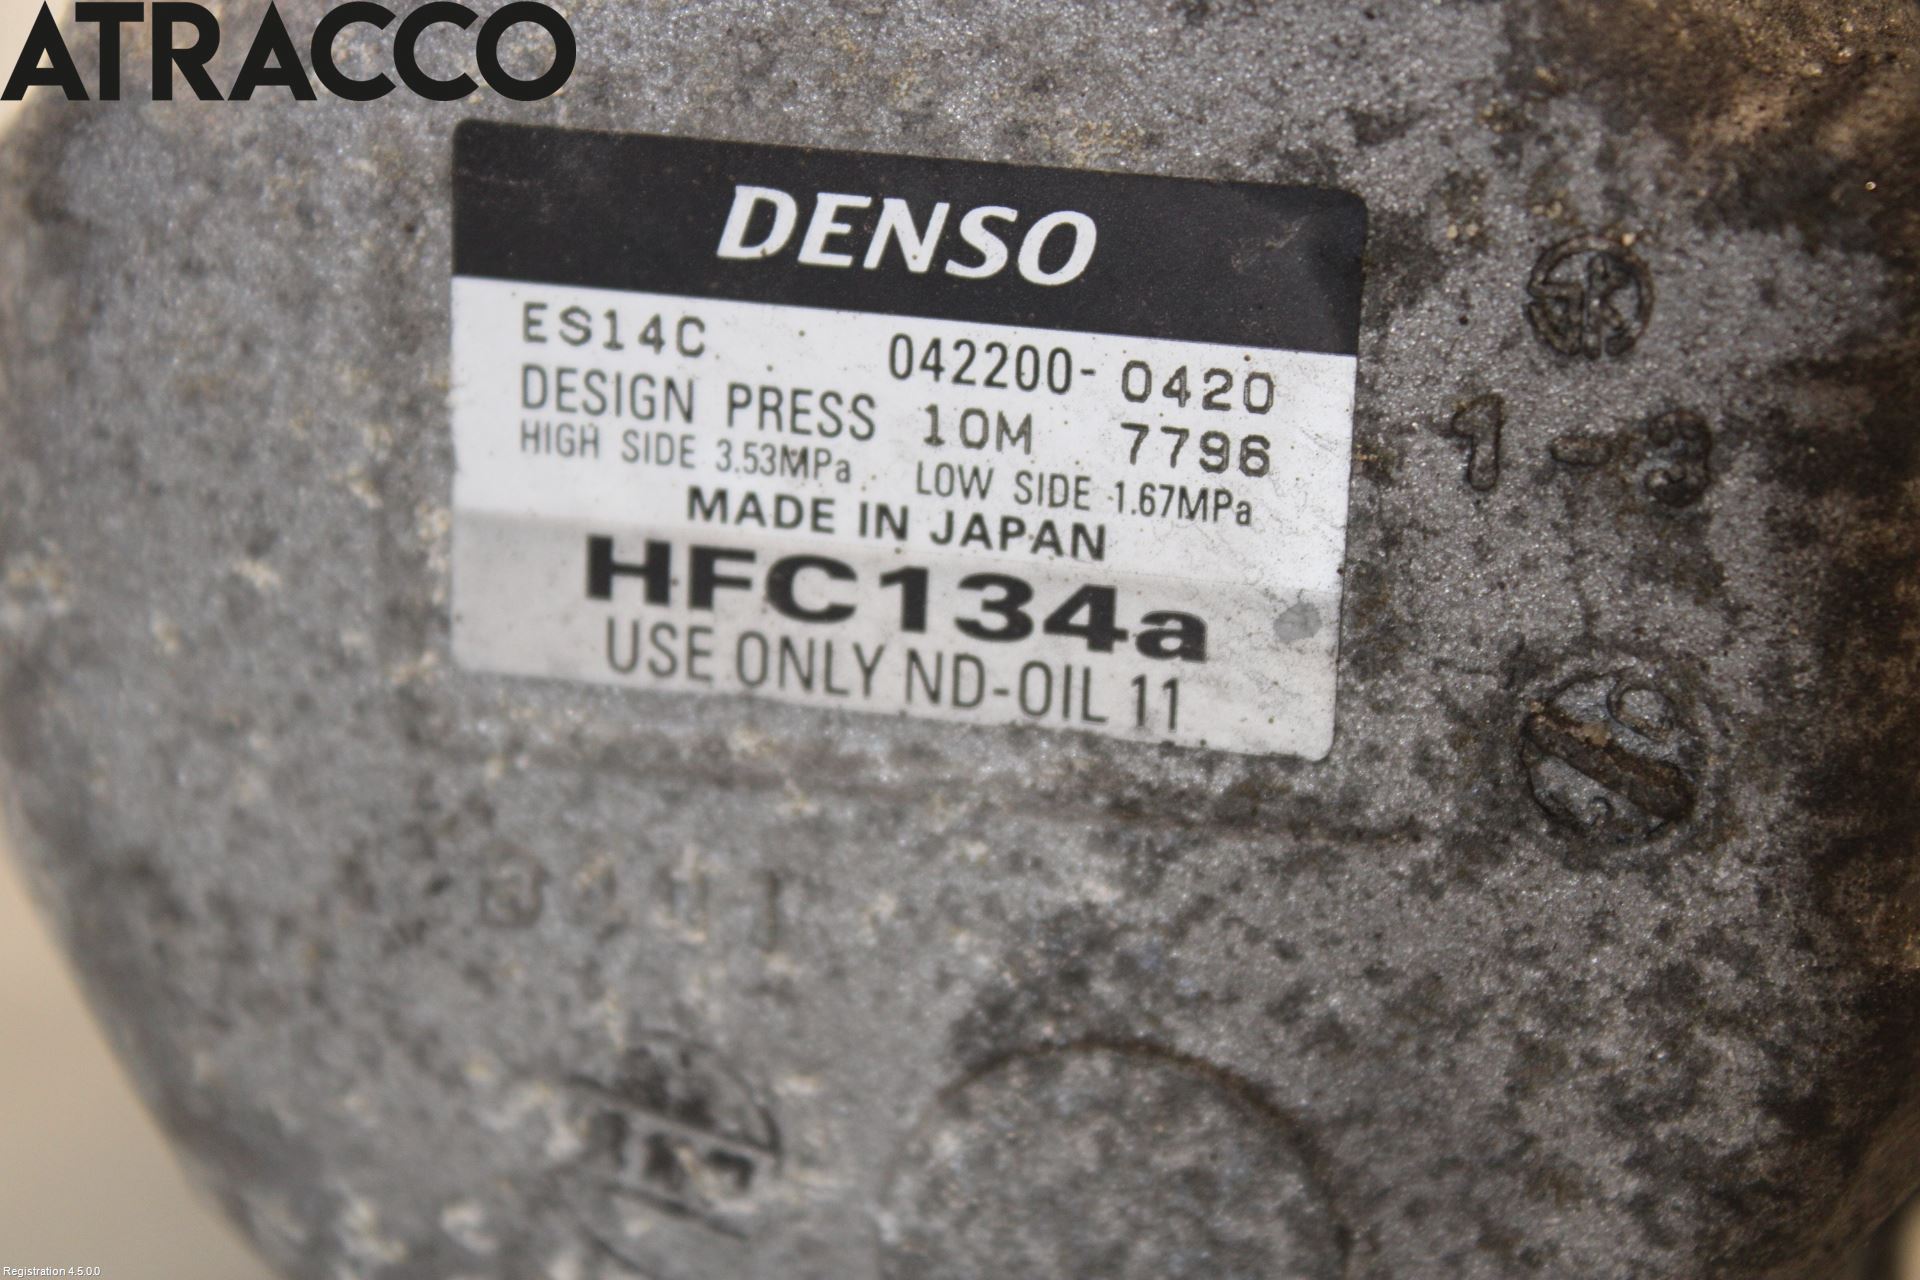 ATRACCO
DENSO
ES14C 042200- 0420
DESIGN PRESS 10M 7796
HIGH SIDE 3.53MPa LOW SIDE 1.67MPa
MADE IN JAPAN
HFC134a
USE ONLY ND-OIL 11
GK
1-3
Registration 4.5.0.0